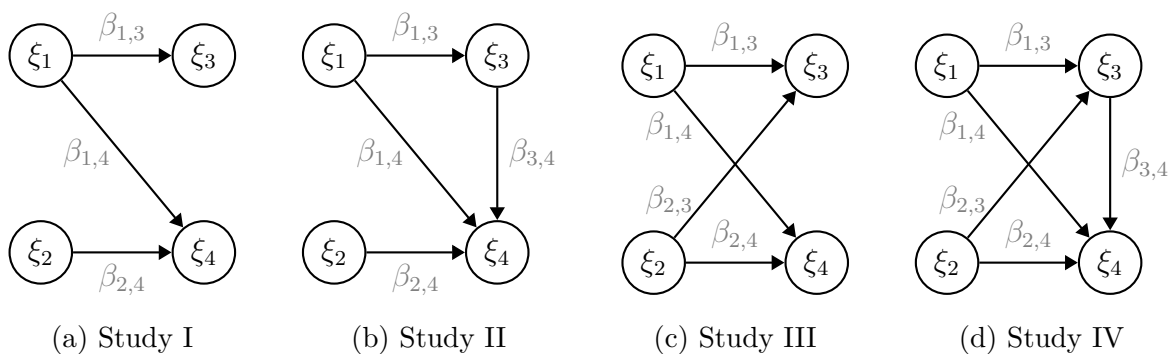 ξ1 β1,3 ξ3
β1,4
ξ2 β2,4 ξ4
(a) Study I
ξ1 β1,3 ξ3
β1,4 β3,4
ξ2 β2,4 ξ4
(b) Study II
ξ1 β1,3 ξ3
β1,4
β2,3
ξ2 β2,4 ξ4
(c) Study III
ξ1 β1,3 ξ3
β1,4
β3,4
β2,3
ξ2 β2,4 ξ4
(d) Study IV